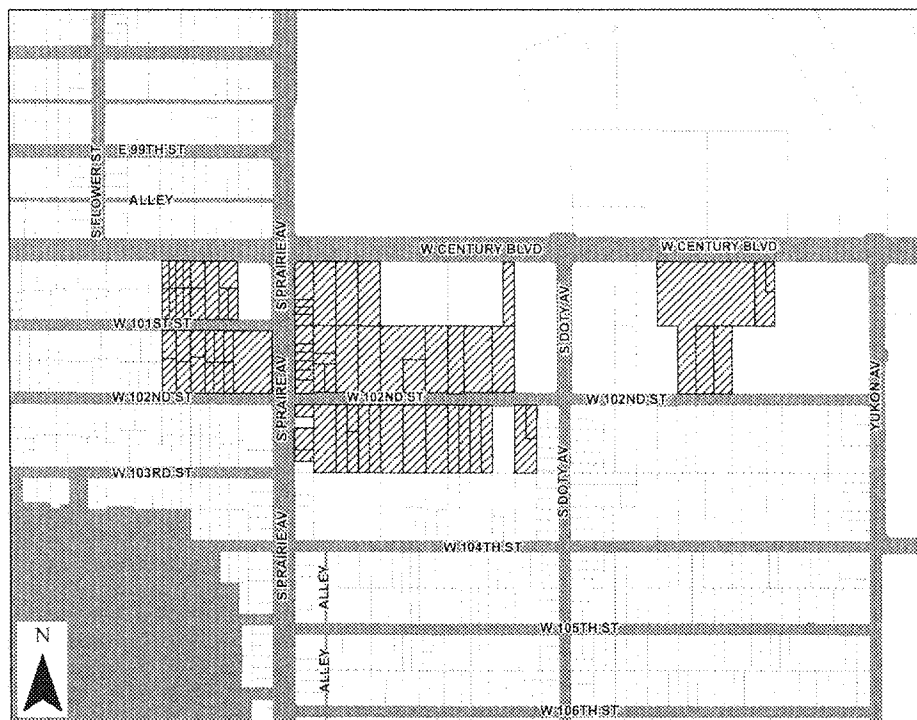 S FLOWER ST
E 99TH ST
ALLEY
S PRAIRIE AV
W CENTURY BLVD
W CENTURY BLVD
W 101ST ST
S PRAIRE AV
S DOTY AV
YUKON AV
W 102ND ST
W 102ND ST
W 102ND ST
W 103RD ST
S DOTY AV
S PRAIRIE AV
W 104TH ST
ALLEY
W 105TH ST
N
ALLEY
W 106TH ST